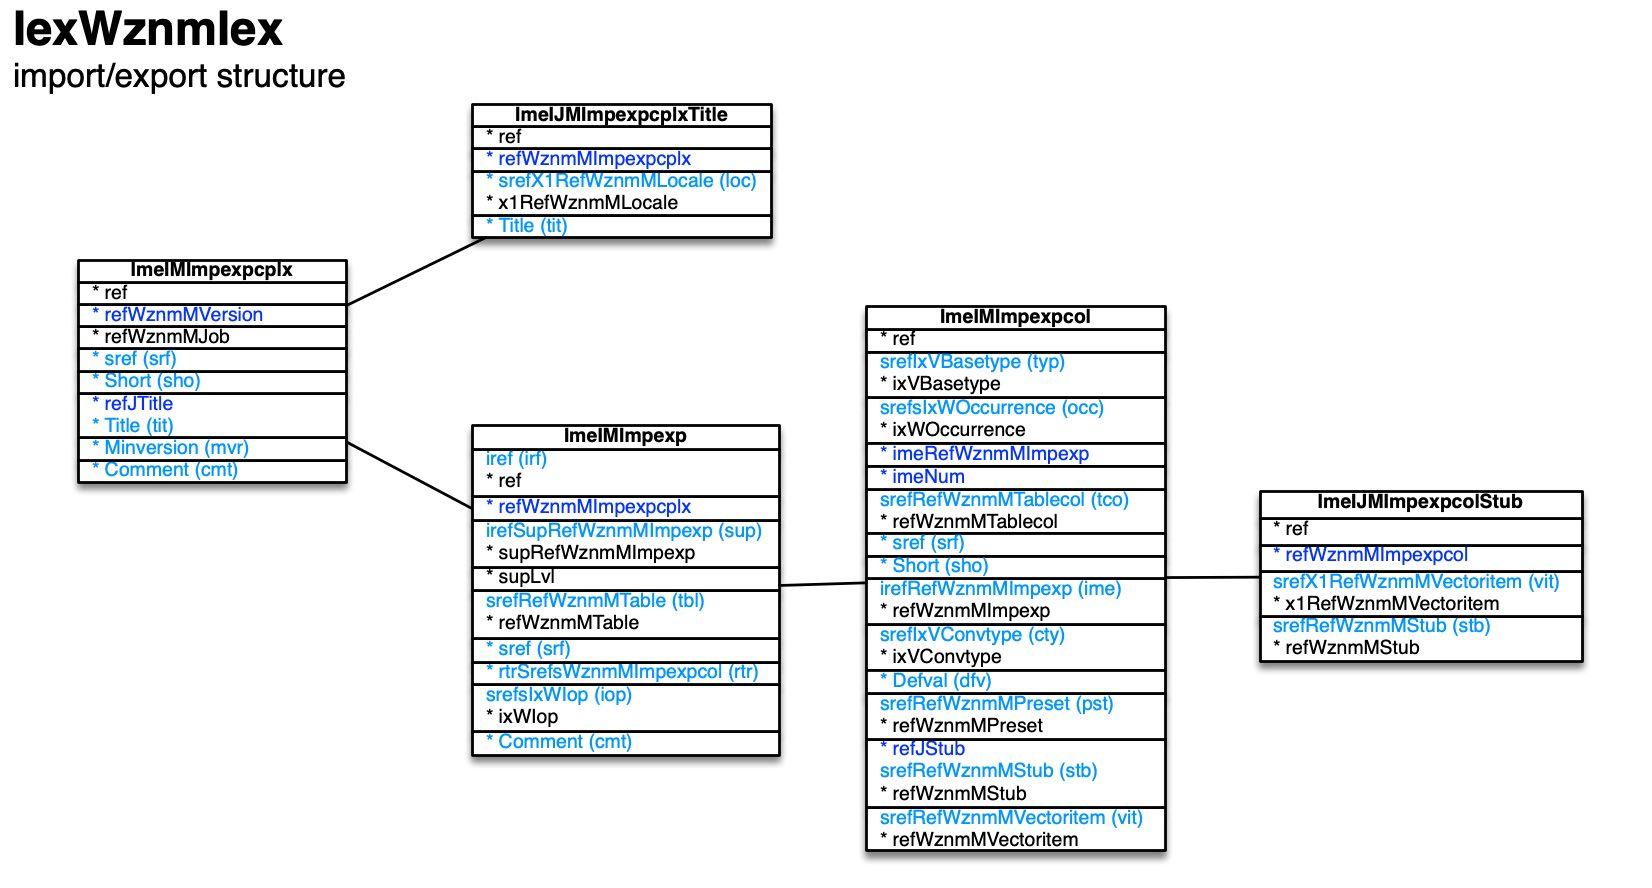 IexWznmIex
import/export structure
ImeIJMImpexpcplxTitle
* ref
* refWznmMImpexpcplx
* srefX1RefWznmMLocale (loc)
* x1RefWznmMLocale
* Title (tit)
ImeIMImpexpcplx
* ref
* refWznmMVersion
* refWznmMJob
* sref (srf)
* Short (sho)
* refJTitle
* Title (tit)
* Minversion (mvr)
* Comment (cmt)
ImeIMImpexp
iref (irf)
* ref
* refWznmMImpexpcplx
irefSupRefWznmMImpexp (sup)
* supRefWznmMImpexp
* supLvl
srefRefWznmMTable (tbl)
* refWznmMTable
* sref (srf)
* rtrSrefsWznmMImpexpcol (rtr)
srefsIxWIop (iop)
* ixWIop
* Comment (cmt)
ImeIMImpexpcol
* ref
srefIxVBasetype (typ)
* ixVBasetype
srefsIxWOccurrence (occ)
* ixWOccurrence
* imeRefWznmMImpexp
* imeNum
srefRefWznmMTablecol (tco)
* refWznmMTablecol
* sref (srf)
* Short (sho)
irefRefWznmMImpexp (ime)
* refWznmMImpexp
srefIxVConvtype (cty)
* ixVConvtype
* Defval (dfv)
srefRefWznmMPreset (pst)
* refWznmMPreset
* refJStub
srefRefWznmMStub (stb)
* refWznmMStub
srefRefWznmMVectoritem (vit)
* refWznmMVectoritem
ImeIJMImpexpcolStub
* ref
* refWznmMImpexpcol
srefX1RefWznmMVectoritem (vit)
* x1RefWznmMVectoritem
srefRefWznmMStub (stb)
* refWznmMStub